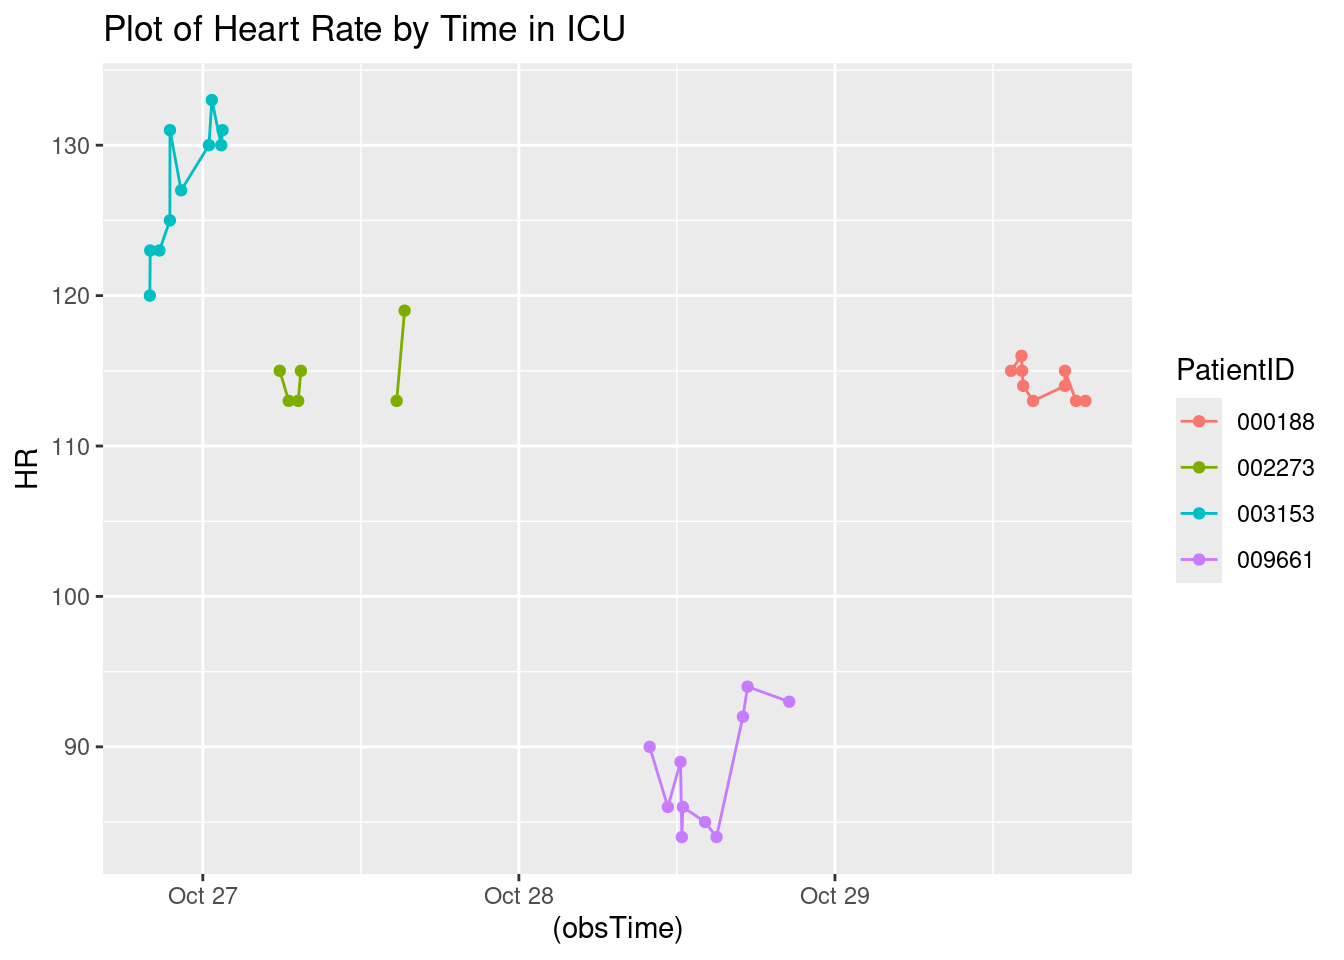 Plot of Heart Rate by Time in ICU
130
120
110
100
90
HR
Oct 27
Oct 28
Oct 29
(obsTime)
PatientID
000188
002273
003153
009661